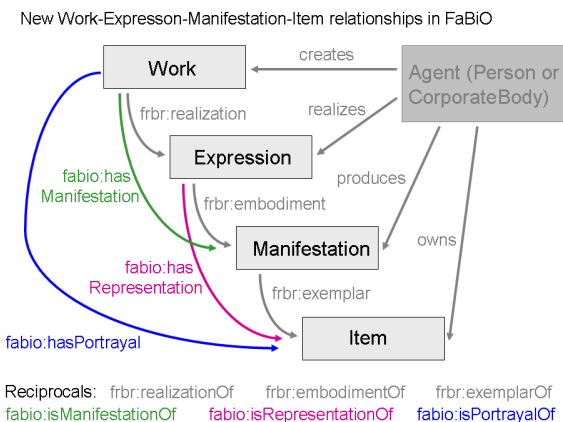 New Work-Expresson-Manifestation-Item relationships in FaBiO
Work
creates
Agent (Person or
CorporateBody)
frbr:realization
realizes
Expression
fabio:has
Manifestation
frbr:embodiment
produces
Manifestation
owns
fabio:has
Representation
frbr:exemplar
fabio:hasPortrayal
Item
Reciprocals: frbr:realizationOf frbr:embodimentOf frbr:exemplarOf
fabio:isManifestationOf fabio:isRepresentationOf fabio:isPortrayalOf